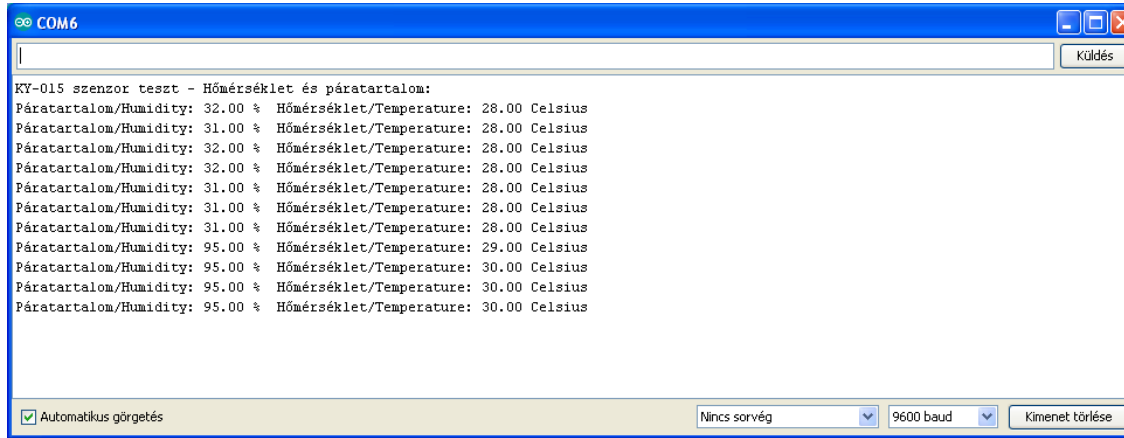 COM6
Küldés
KY-015 szenzor teszt - Hőmérséklet és páratartalom:
Páratartalom/Humidity: 32.00 %  Hőmérséklet/Temperature: 28.00 Celsius
Páratartalom/Humidity: 31.00 %  Hőmérséklet/Temperature: 28.00 Celsius
Páratartalom/Humidity: 32.00 %  Hőmérséklet/Temperature: 28.00 Celsius
Páratartalom/Humidity: 32.00 %  Hőmérséklet/Temperature: 28.00 Celsius
Páratartalom/Humidity: 31.00 %  Hőmérséklet/Temperature: 28.00 Celsius
Páratartalom/Humidity: 31.00 %  Hőmérséklet/Temperature: 28.00 Celsius
Páratartalom/Humidity: 31.00 %  Hőmérséklet/Temperature: 28.00 Celsius
Páratartalom/Humidity: 95.00 %  Hőmérséklet/Temperature: 29.00 Celsius
Páratartalom/Humidity: 95.00 %  Hőmérséklet/Temperature: 30.00 Celsius
Páratartalom/Humidity: 95.00 %  Hőmérséklet/Temperature: 30.00 Celsius
Páratartalom/Humidity: 95.00 %  Hőmérséklet/Temperature: 30.00 Celsius
Automatikus görgetés Nincs sorvég 9600 baud Kimenet törlése